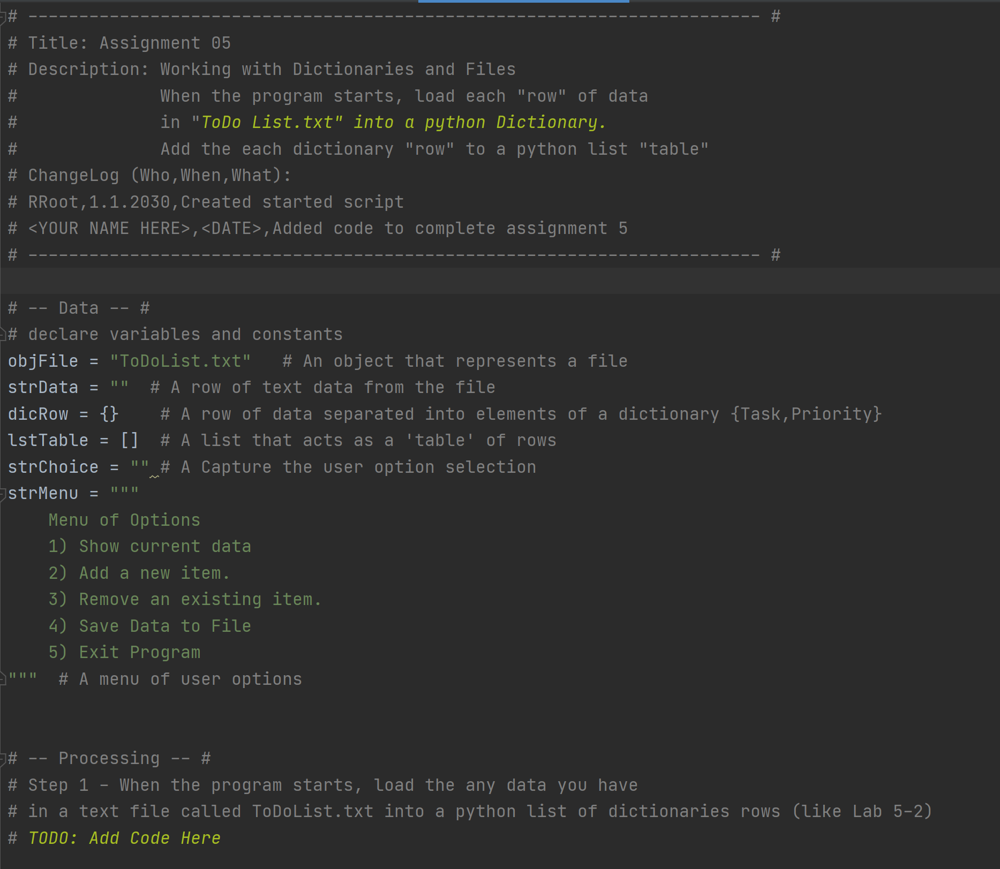 # ------------------------------------------------------------------------ #
# Title: Assignment 05
# Description: Working with Dictionaries and Files
#              When the program starts, load each "row" of data
#              in "ToDo List.txt" into a python Dictionary.
#              Add the each dictionary "row" to a python list "table"
# ChangeLog (Who,When,What):
# RRoot,1.1.2030,Created started script
# <YOUR NAME HERE>,<DATE>,Added code to complete assignment 5
# ------------------------------------------------------------------------ #
# -- Data -- #
# declare variables and constants
objFile = "ToDoList.txt"   # An object that represents a file
strData = ""  # A row of text data from the file
dicRow = {}    # A row of data separated into elements of a dictionary {Task,Priority}
lstTable = []  # A list that acts as a 'table' of rows
strChoice = "" # A Capture the user option selection
strMenu = """
    Menu of Options
    1) Show current data
    2) Add a new item.
    3) Remove an existing item.
    4) Save Data to File
    5) Exit Program
"""  # A menu of user options
# -- Processing -- #
# Step 1 - When the program starts, load the any data you have
# in a text file called ToDoList.txt into a python list of dictionaries rows (like Lab 5-2)
# TODO: Add Code Here